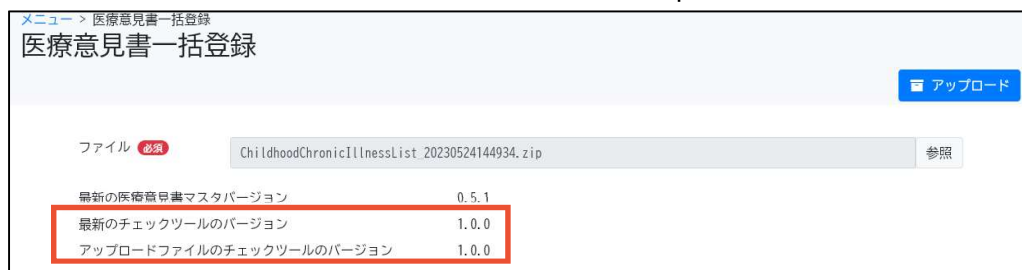 メニュー > 医療意見書一括登録
医療意見書一括登録
アップロード
ファイル 必須 ChildhoodChronicIllnessList_20230524144934.zip 参照
最新の医療意見書マスタバージョン 0.5.1
最新のチェックツールのバージョン 1.0.0
アップロードファイルのチェックツールのバージョン 1.0.0